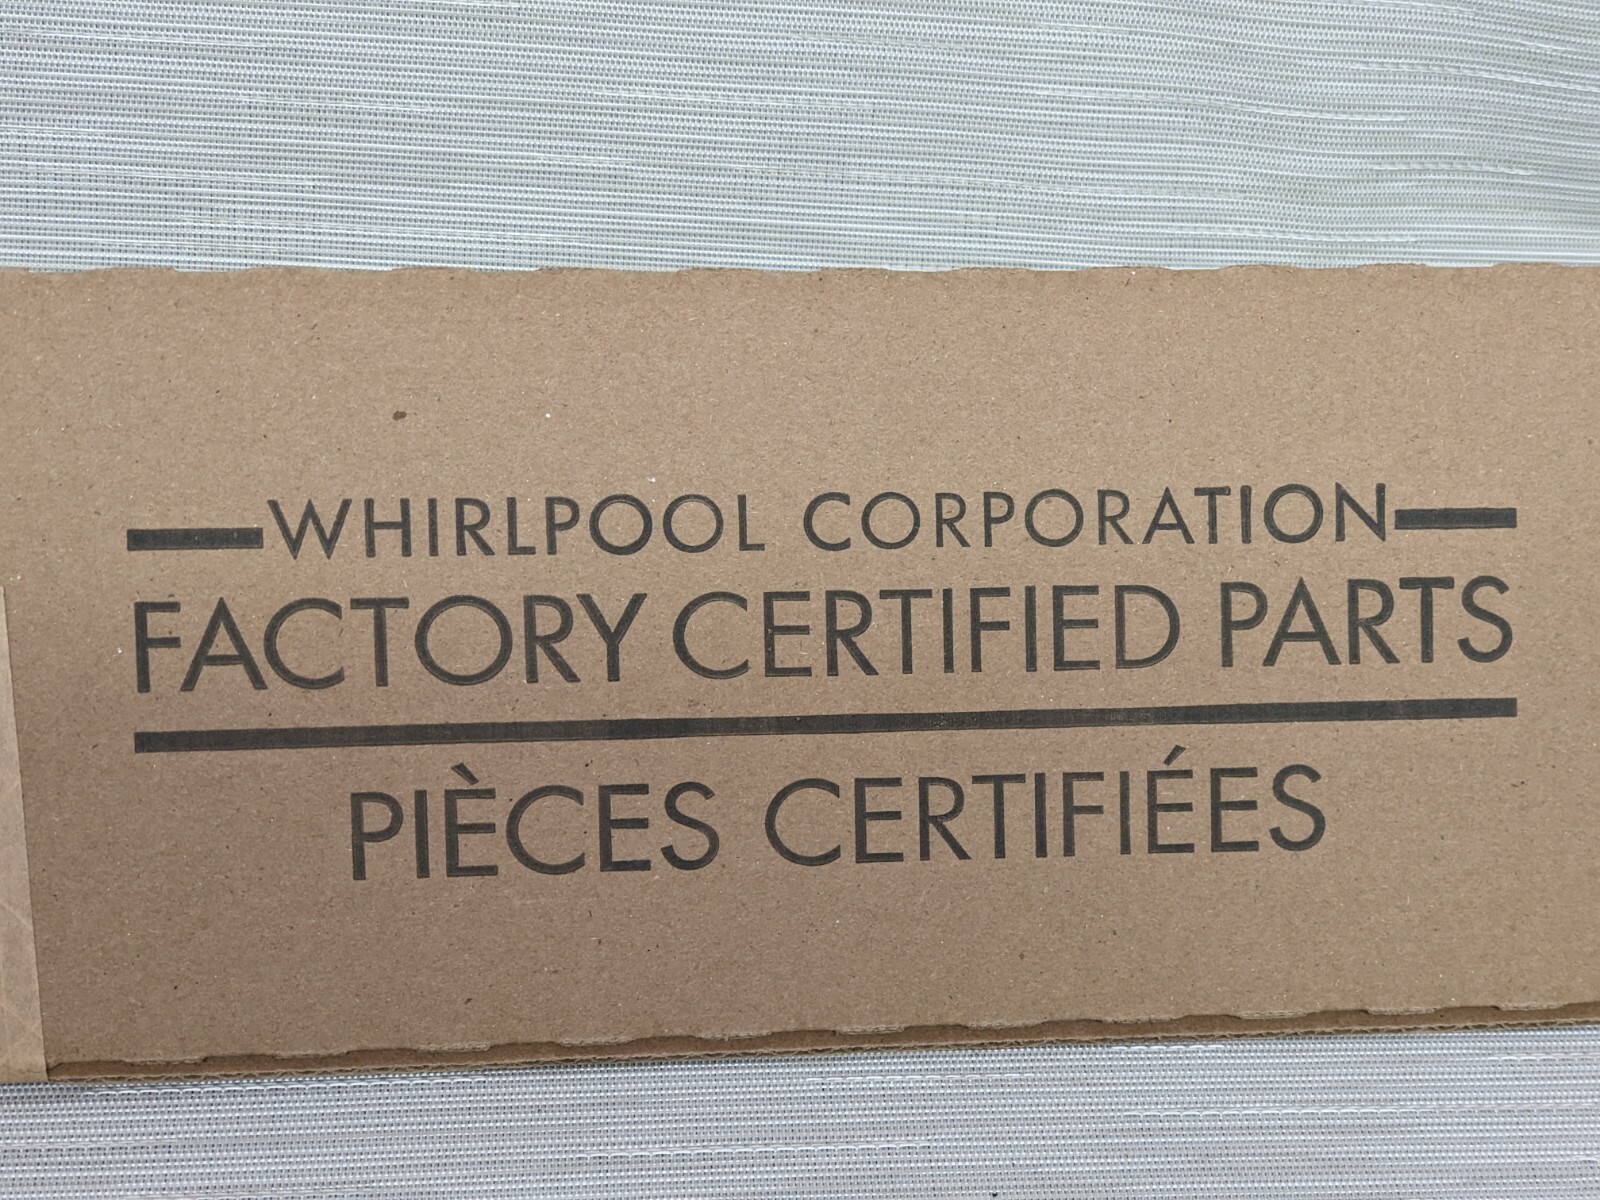 WHIRLPOOL CORPORATION
FACTORY CERTIFIED PARTS
PIÈCES CERTIFIÉES